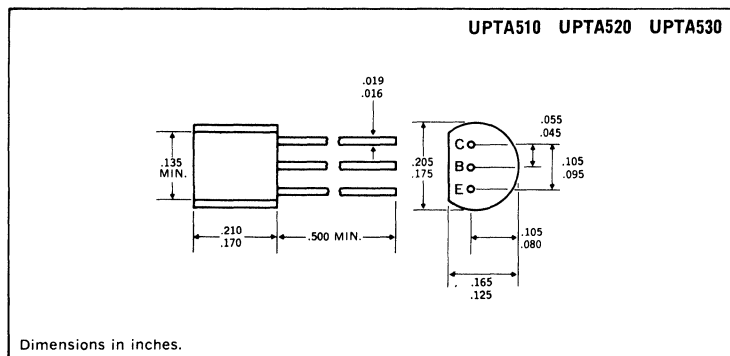 UPTA510 UPTA520 UPTA530
.019
.016
.055
.045
C
B
E
.135
MIN.
.205
.175
.105
.095
.210
.170
.500 MIN.
.105
.080
.165
.125
Dimensions in inches.